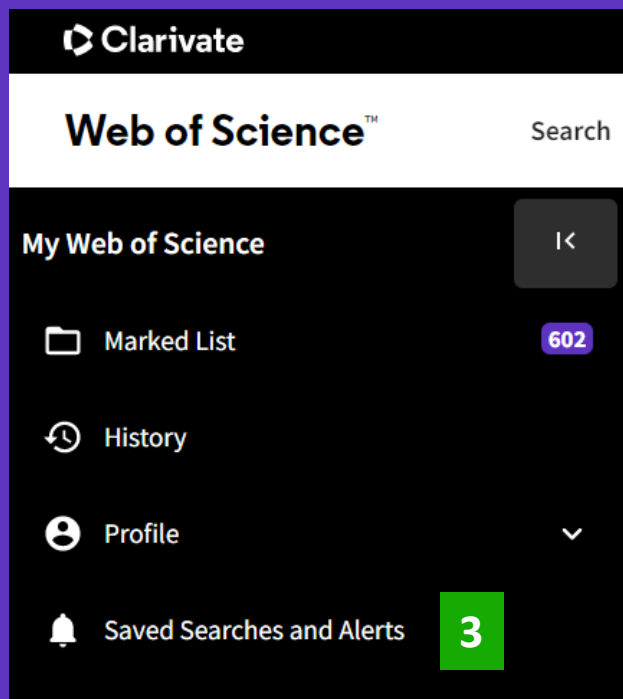 Clarivate
Web of Science™ Search
My Web of Science
Marked List 602
History
Profile
Saved Searches and Alerts 3